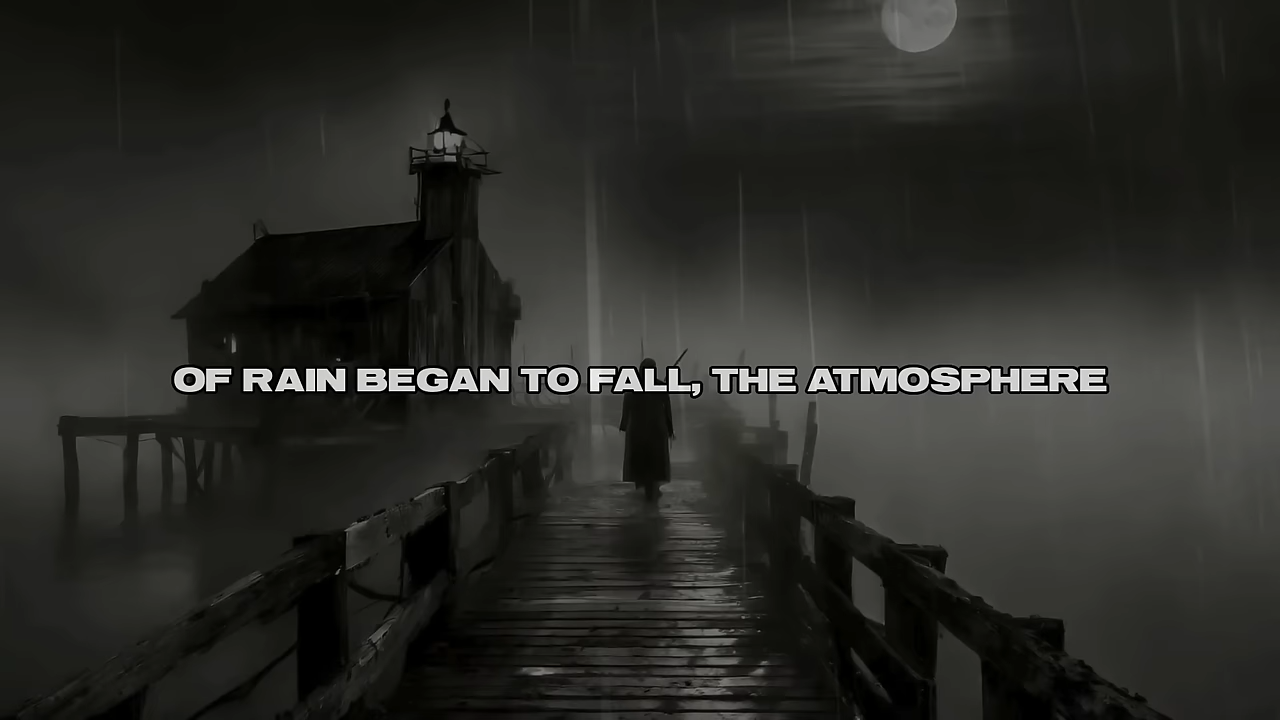 OF RAIN BEGAN TO FALL, THE ATMOSPHERE